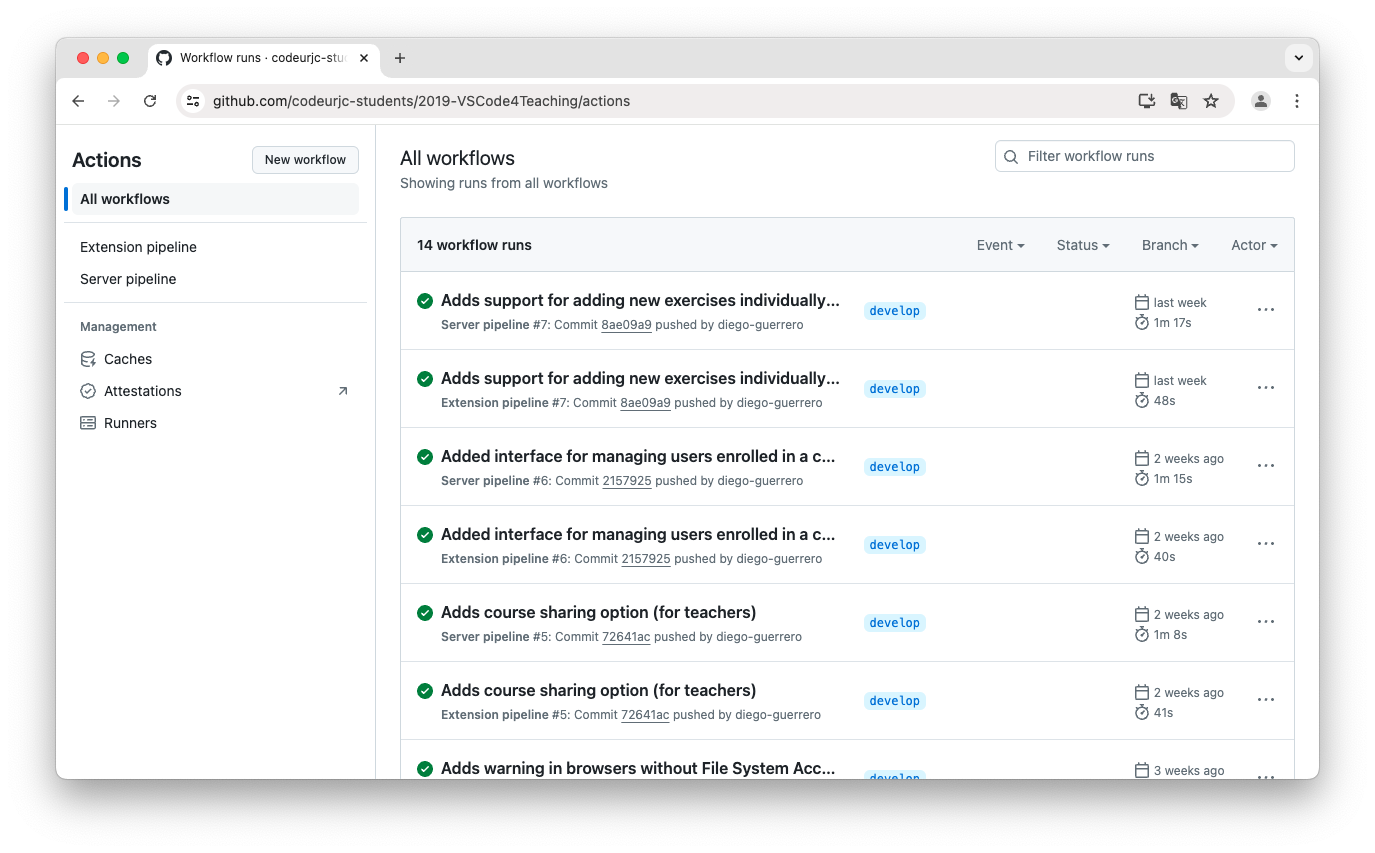 Workflow runs · codeurjc-stu
github.com/codeurjc-students/2019-VSCode4Teaching/actions
Actions
New workflow
All workflows
Extension pipeline
Server pipeline
Management
Caches
Attestations
Runners
All workflows
Showing runs from all workflows
Filter workflow runs
14 workflow runs
Event
Status
Branch
Actor
Adds support for adding new exercises individually...
Server pipeline #7: Commit 8ae09a9 pushed by diego-guerrero
develop
last week
1m 17s
Adds support for adding new exercises individually...
Extension pipeline #7: Commit 8ae09a9 pushed by diego-guerrero
develop
last week
48s
Added interface for managing users enrolled in a c...
Server pipeline #6: Commit 2157925 pushed by diego-guerrero
develop
2 weeks ago
1m 15s
Added interface for managing users enrolled in a c...
Extension pipeline #6: Commit 2157925 pushed by diego-guerrero
develop
2 weeks ago
40s
Adds course sharing option (for teachers)
Server pipeline #5: Commit 72641ac pushed by diego-guerrero
develop
2 weeks ago
1m 8s
Adds course sharing option (for teachers)
Extension pipeline #5: Commit 72641ac pushed by diego-guerrero
develop
2 weeks ago
41s
Adds warning in browsers without File System Acc...
develop
3 weeks ago